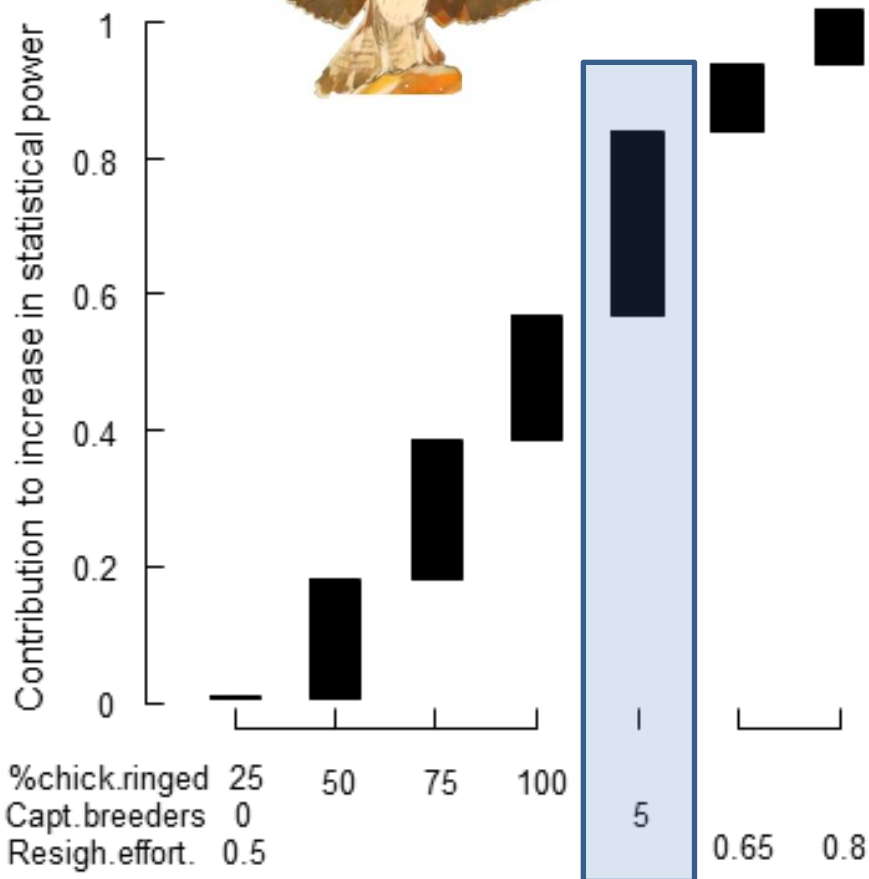 Contribution to increase in statistical power
1
0.8
0.6
0.4
0.2
0
%chick.ringed 25 50 75 100
Capt.breeders 0 5
Resigh.effort. 0.5 0.65 0.8